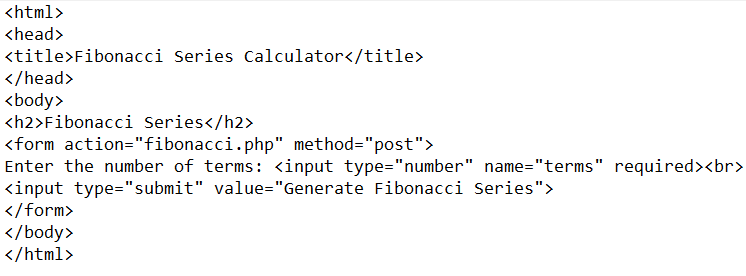 <html>
<head>
<title>Fibonacci Series Calculator</title>
</head>
<body>
<h2>Fibonacci Series</h2>
<form action="fibonacci.php" method="post">
Enter the number of terms: <input type="number" name="terms" required><br>
<input type="submit" value="Generate Fibonacci Series">
</form>
</body>
</html>